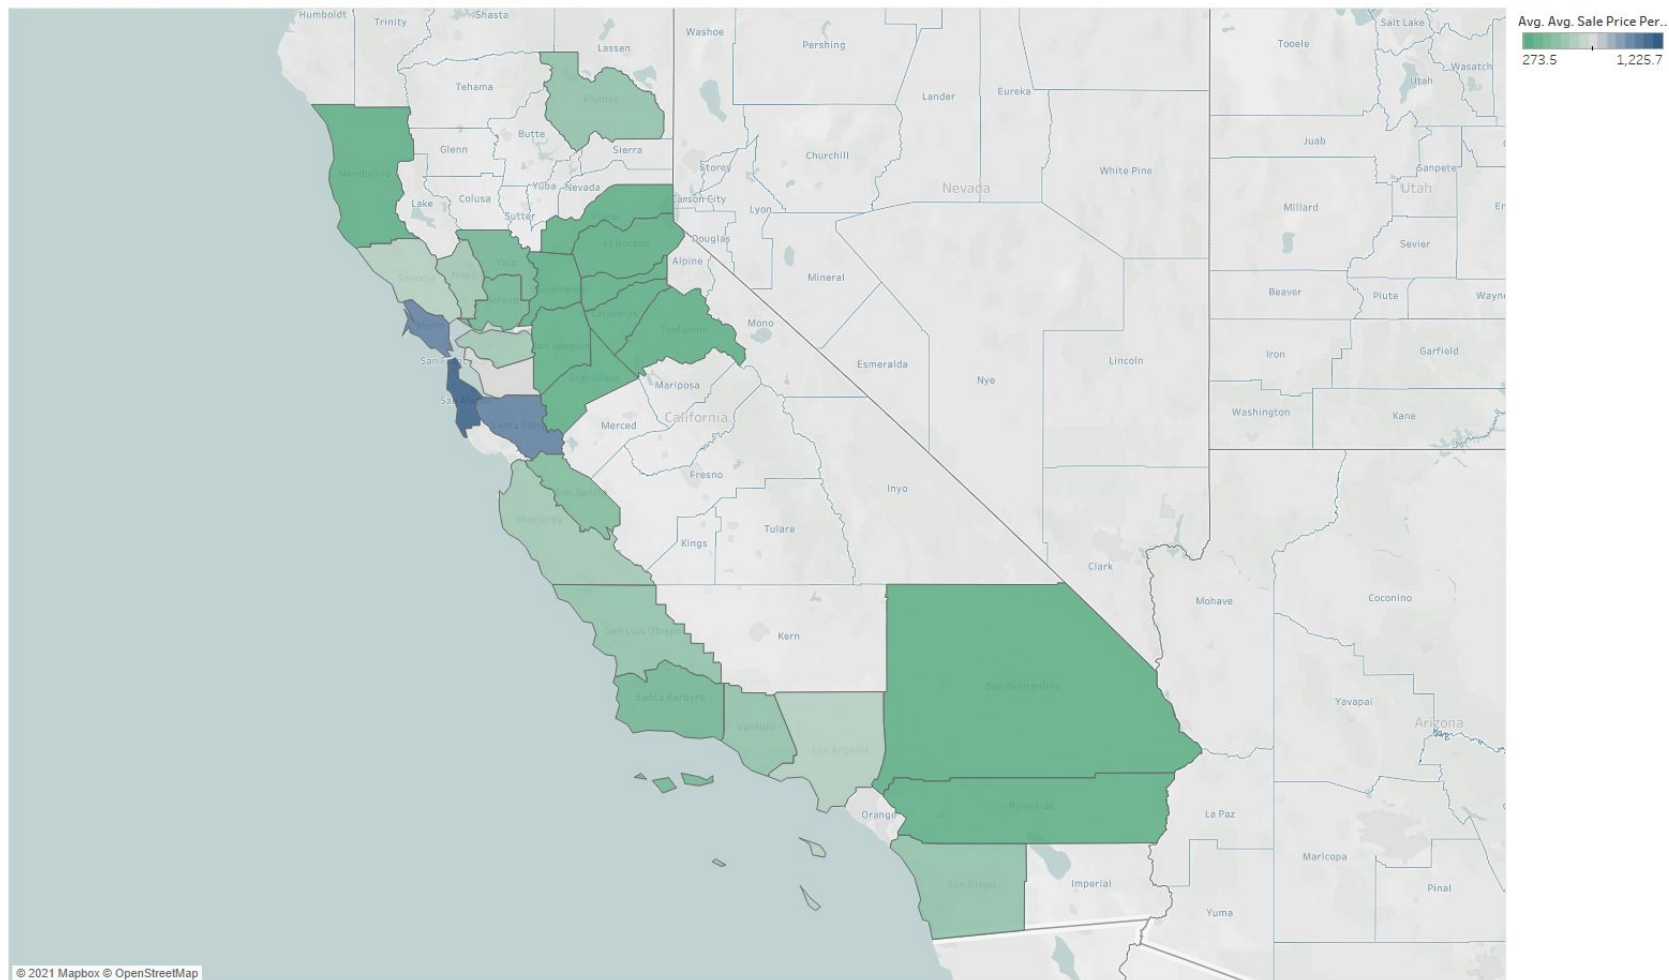 Avg. Avg. Sale Price Per..
273.5 1,225.7
Humboldt
Trinity
Shasta
Lassen
Washoe
Pershing
Tooele
Salt Lake
Wasatch
Utah
Tehama
Plumas
Lander
Eureka
Butte
Glenn
Sierra
Juab
Churchill
White Pine
Sanpete
Storey
Mendocino
Nevada
Utah
Yuba
Nevada
Colusa
Lake
Sutter
Carson City
Lyon
Millard
Placer
El Dorado
Douglas
Sevier
Yolo
Alpine
Sonoma
Napa
Mineral
Sacramento
Solano
Beaver
Piute
Wayne
Calaveras
Marin
Tuolumne
Mono
San Joaquin
Iron
Garfield
San F
Esmeralda
Lincoln
Stanislaus
Nye
Mariposa
San Mateo
California
Washington
Kane
Santa Clara
Merced
Fresno
Inyo
San Benito
Monterey
Tulare
Kings
Clark
Mohave
Coconino
San Luis Obispo
Kern
San Bernardino
Santa Barbara
Yavapai
Arizona
Ventura
Los Angeles
Riverside
Orange
La Paz
Maricopa
San Diego
Imperial
Pinal
Yuma
© 2021 Mapbox © OpenStreetMap